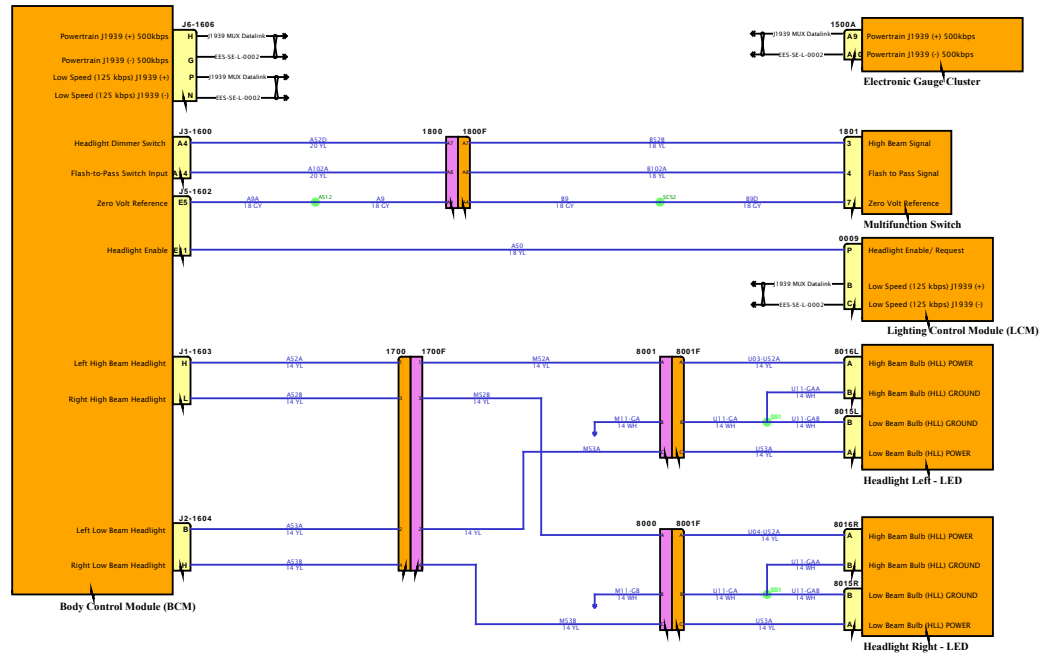 J6-1606
Powertrain J1939 (+) 500kbps
H
J1939 MUX Datalink
Powertrain J1939 (-) 500kbps
G
EES-SE-L-0002
Low Speed (125 kbps) J1939 (+)
P
J1939 MUX Datalink
Low Speed (125 kbps) J1939 (-)
N
EES-SE-L-0002
1500A
J1939 MUX Datalink
A9
Powertrain J1939 (+) 500kbps
EES-SE-L-0002
Powertrain J1939 (-) 500kbps
Electronic Gauge Cluster
J3-1600
1800
1800F
1801
Headlight Dimmer Switch
A4
A52D
20 YL
A7
A7
B52B
18 YL
3
High Beam Signal
Flash-to-Pass Switch Input
A14
A102A
20 YL
A8
A8
B102A
18 YL
4
Flash to Pass Signal
J5-1602
Zero Volt Reference
E5
A9A
18 GY
AS12
A9
18 GY
B9
18 GY
SCS2
B9D
18 GY
7
Zero Volt Reference
Multifunction Switch
0009
Headlight Enable
E11
A50
18 YL
P
Headlight Enable/ Request
J1939 MUX Datalink
B
Low Speed (125 kbps) J1939 (+)
EES-SE-L-0002
C
Low Speed (125 kbps) J1939 (-)
Lighting Control Module (LCM)
J1-1603
1700
1700F
8001
8001F
8016L
Left High Beam Headlight
H
A52A
14 YL
M52A
14 YL
A
A
U03-U52A
14 YL
A
High Beam Bulb (HLL) POWER
Right High Beam Headlight
L
A52B
14 YL
3
3
M52B
14 YL
U11-GAA
14 WH
B
High Beam Bulb (HLL) GROUND
8015L
M11-GA
14 WH
B
B
U11-GA
14 WH
SS1
U11-GAB
14 WH
B
Low Beam Bulb (HLL) GROUND
M53A
C
C
U53A
14 YL
A
Low Beam Bulb (HLL) POWER
Headlight Left - LED
J2-1604
8000
8001F
8016R
Left Low Beam Headlight
B
A53A
14 YL
2
2
14 YL
A
A
U04-U52A
14 YL
A
High Beam Bulb (HLL) POWER
Right Low Beam Headlight
H
A53B
14 YL
4
4
U11-GAA
14 WH
B
High Beam Bulb (HLL) GROUND
8015R
M11-GB
14 WH
B
B
U11-GA
14 WH
SS1
U11-GAB
14 WH
B
Low Beam Bulb (HLL) GROUND
M53B
14 YL
C
C
U53A
14 YL
A
Low Beam Bulb (HLL) POWER
Body Control Module (BCM)
Headlight Right - LED